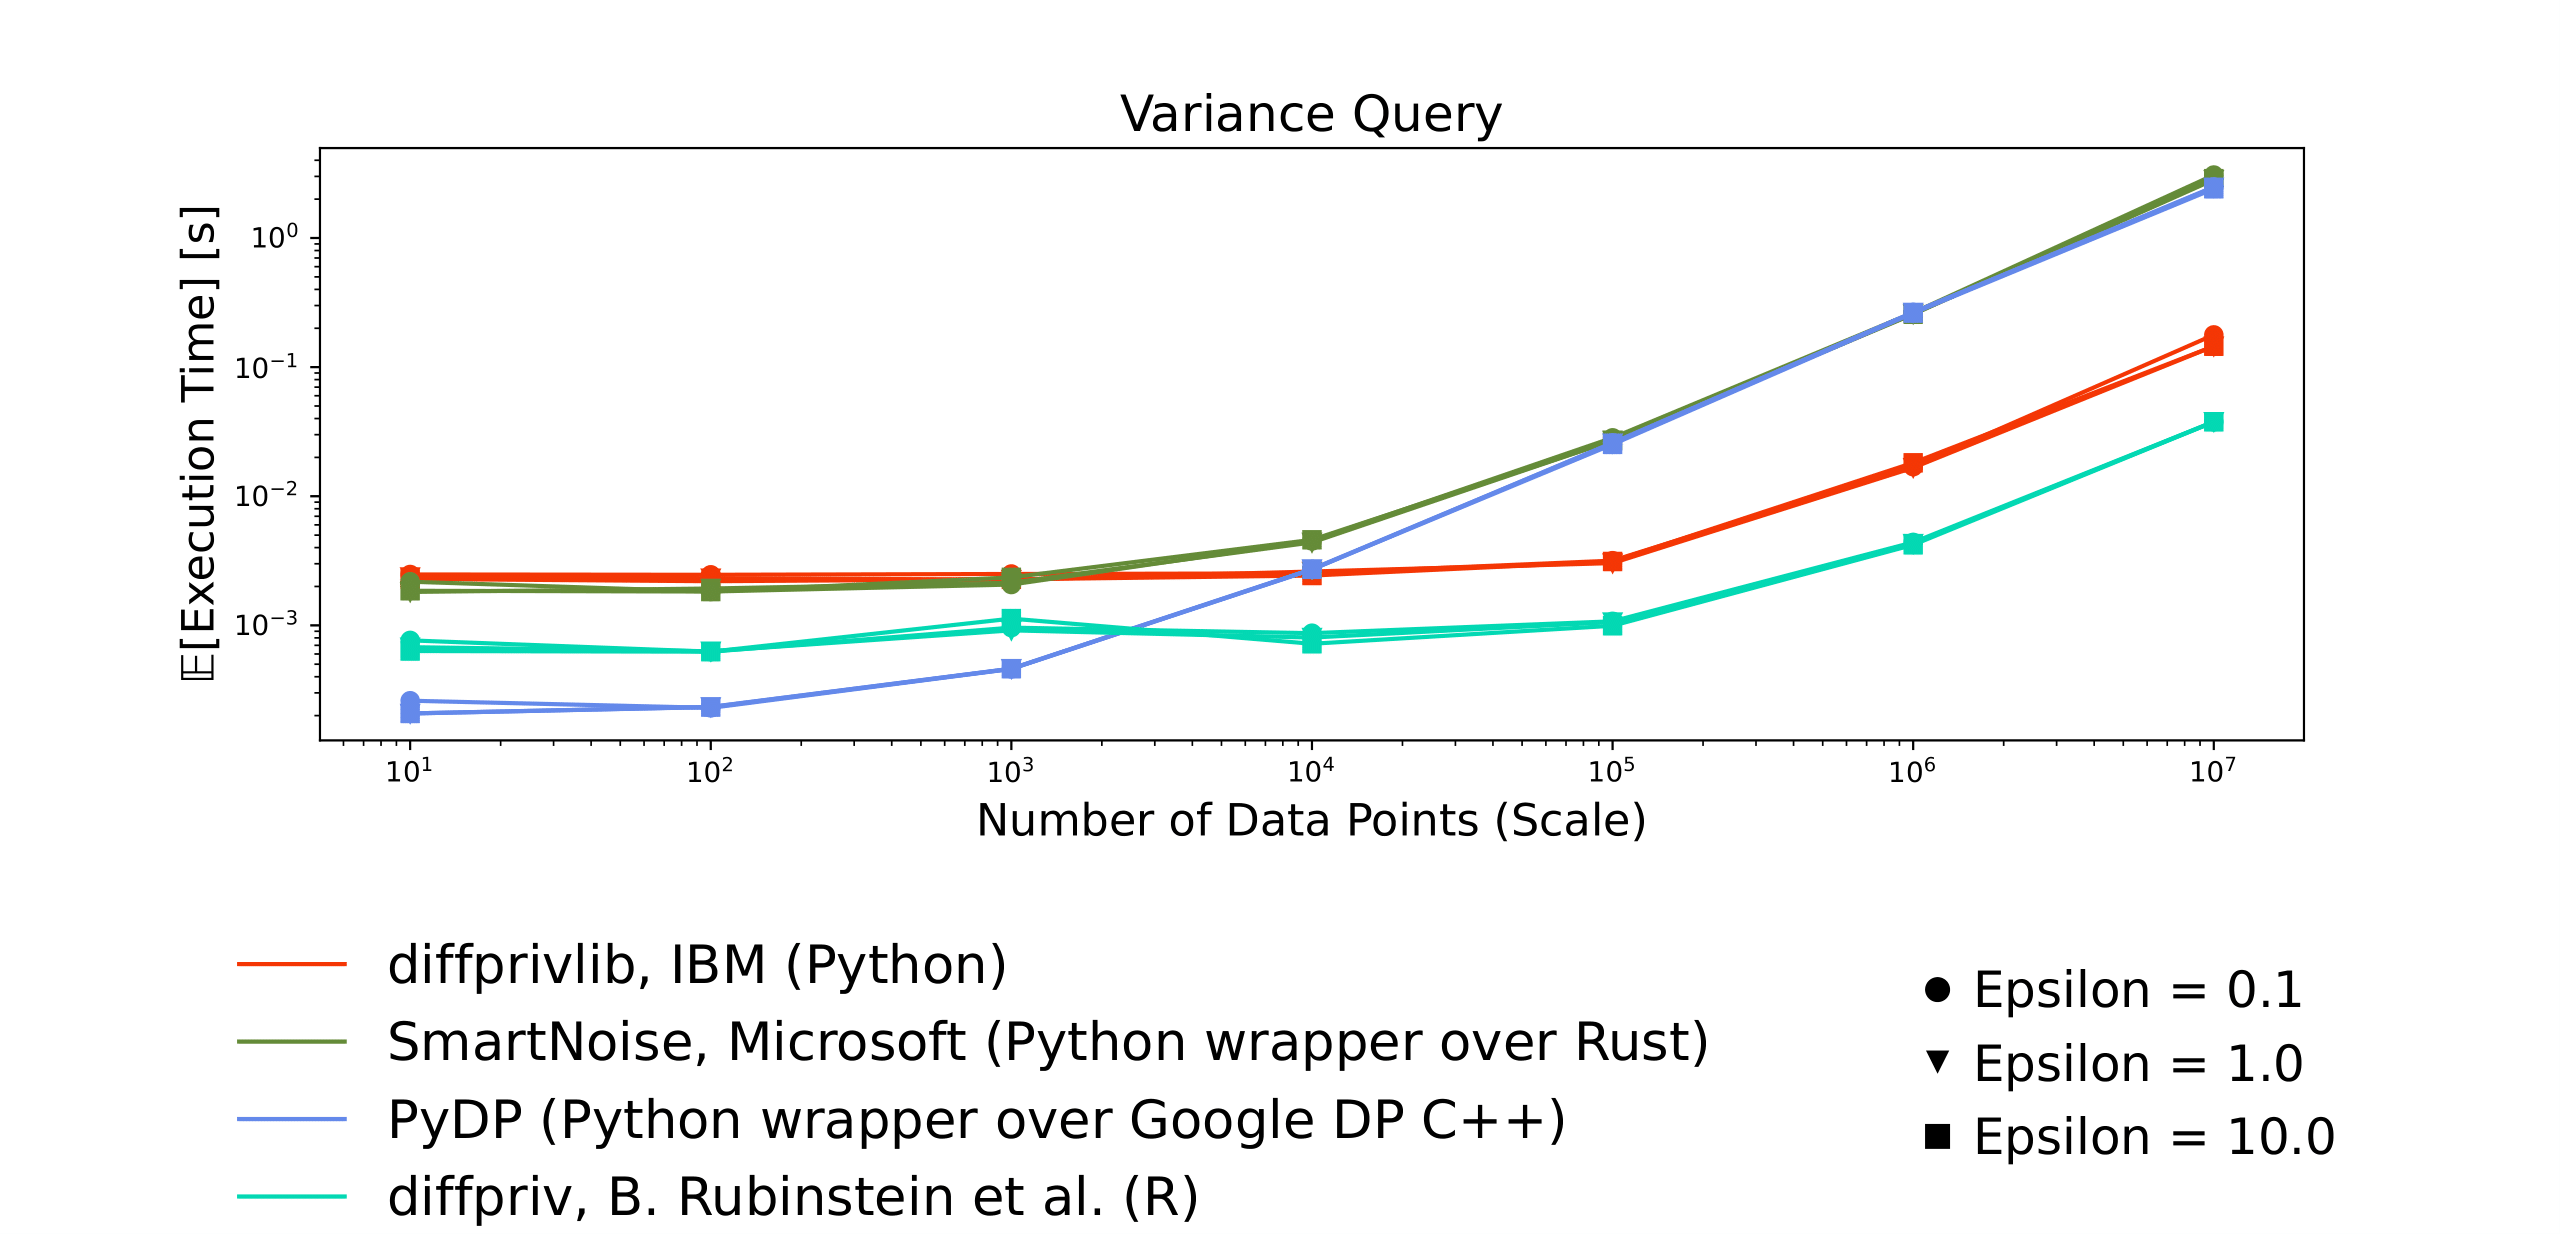 Variance Query
𝔼[Execution Time] [s]
10⁰
10⁻¹
10⁻²
10⁻³
10¹ 10² 10³ 10⁴ 10⁵ 10⁶ 10⁷
Number of Data Points (Scale)
diffprivlib, IBM (Python)
SmartNoise, Microsoft (Python wrapper over Rust)
PyDP (Python wrapper over Google DP C++)
diffpriv, B. Rubinstein et al. (R)
Epsilon = 0.1
Epsilon = 1.0
Epsilon = 10.0